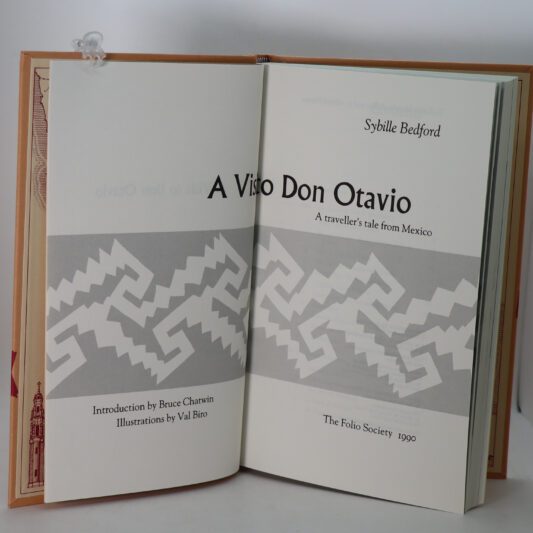 Sybille Bedford
A Vis to Don Otavio
A traveller's tale from Mexico
Introduction by Bruce Chatwin
Illustrations by Val Biro
The Folio Society 1990